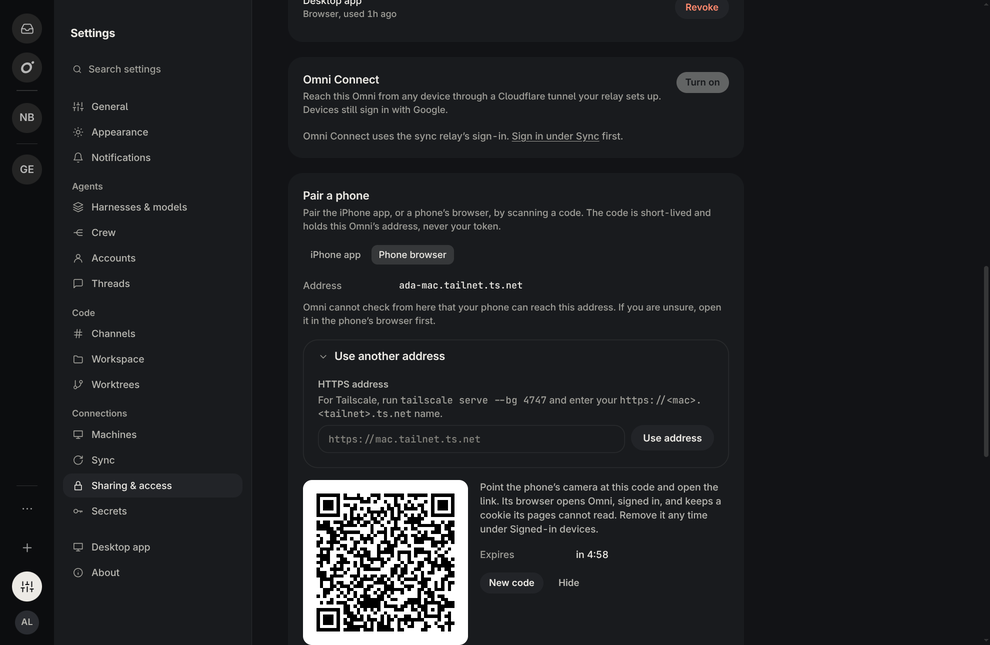 Desktop app
Browser, used 1h ago
Revoke
Settings
Search settings
NB
GE
General
Appearance
Notifications
Agents
Harnesses & models
Crew
Accounts
Threads
Code
Channels
Workspace
Worktrees
Connections
Machines
Sync
Sharing & access
Secrets
Desktop app
About
AL
Omni Connect
Turn on
Reach this Omni from any device through a Cloudflare tunnel your relay sets up.
Devices still sign in with Google.
Omni Connect uses the sync relay's sign-in. Sign in under Sync first.
Pair a phone
Pair the iPhone app, or a phone's browser, by scanning a code. The code is short-lived and
holds this Omni's address, never your token.
iPhone app
Phone browser
Address
ada-mac.tailnet.ts.net
Omni cannot check from here that your phone can reach this address. If you are unsure, open
it in the phone's browser first.
Use another address
HTTPS address
For Tailscale, run tailscale serve --bg 4747 and enter your https://<mac>.
<tailnet>.ts.net name.
https://mac.tailnet.ts.net
Use address
Point the phone's camera at this code and open the
link. Its browser opens Omni, signed in, and keeps a
cookie its pages cannot read. Remove it any time
under Signed-in devices.
Expires
in 4:58
New code
Hide